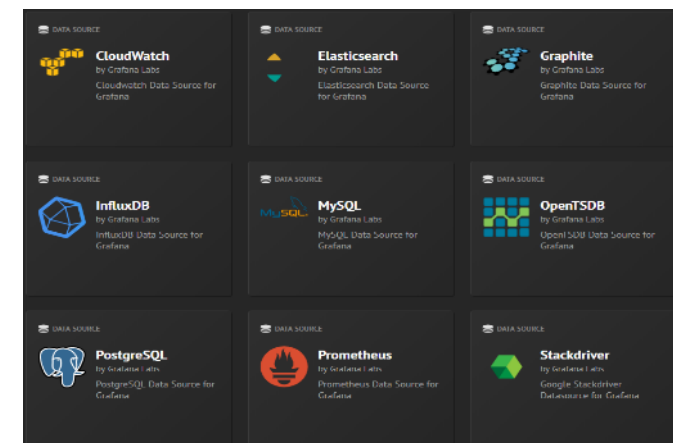 DATA SOURCE
CloudWatch
by Grafana Labs
Cloudwatch Data Source for
Grafana
DATA SOURCE
Elasticsearch
by Grafana Labs
Elasticsearch Data Source
for Grafana
DATA SOURCE
Graphite
by Grafana Labs
Graphite Data Source for
Grafana
DATA SOURCE
InfluxDB
by Grafana Labs
InfluxDB Data Source for
Grafana
DATA SOURCE
MySQL
MySQL
by Grafana Labs
MySQL Data Source for
Grafana
DATA SOURCE
OpenTSDB
by Grafana Labs
OpenTSDB Data Source for
Grafana
DATA SOURCE
PostgreSQL
by Grafana Labs
PostgreSQL Data Source for
Grafana
DATA SOURCE
Prometheus
by Grafana Labs
Prometheus Data Source for
Grafana
DATA SOURCE
Stackdriver
by Grafana Labs
Google Stackdriver
Datasource for Grafana